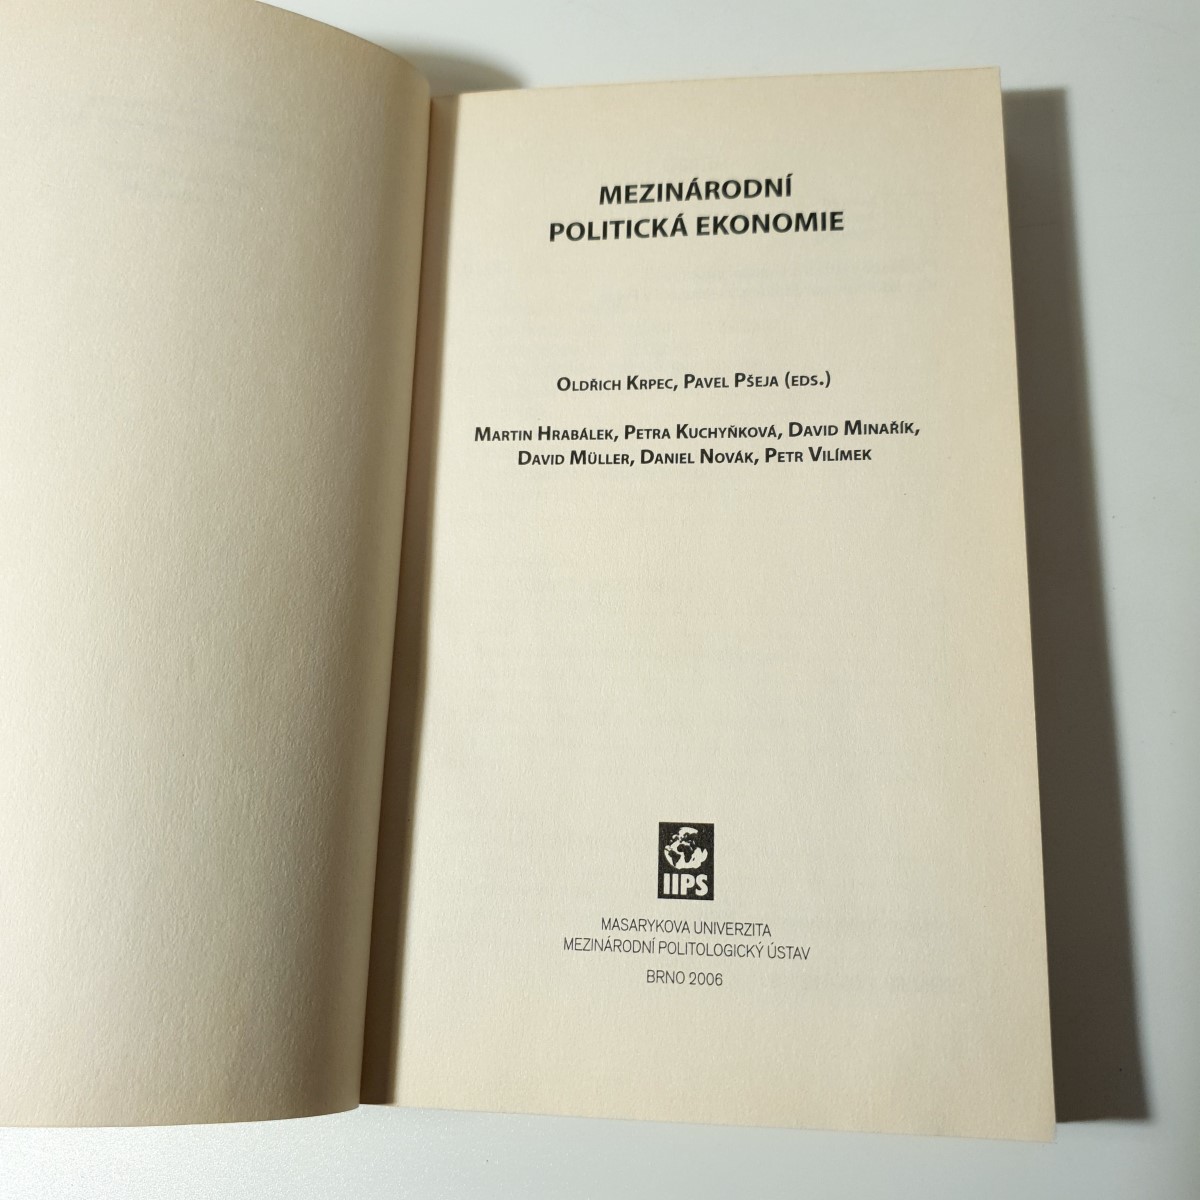 MEZINÁRODNÍ
POLITICKÁ EKONOMIE
OLDŘICH KRPEC, PAVEL PŠEJA (EDS.)
MARTIN HRABÁLEK, PETRA KUCHYŇKOVÁ, DAVID MINAŘÍK,
DAVID MÜLLER, DANIEL NOVÁK, PETR VILÍMEK
IIPS
MASARYKOVA UNIVERZITA
MEZINÁRODNÍ POLITOLOGICKÝ ÚSTAV
BRNO 2006